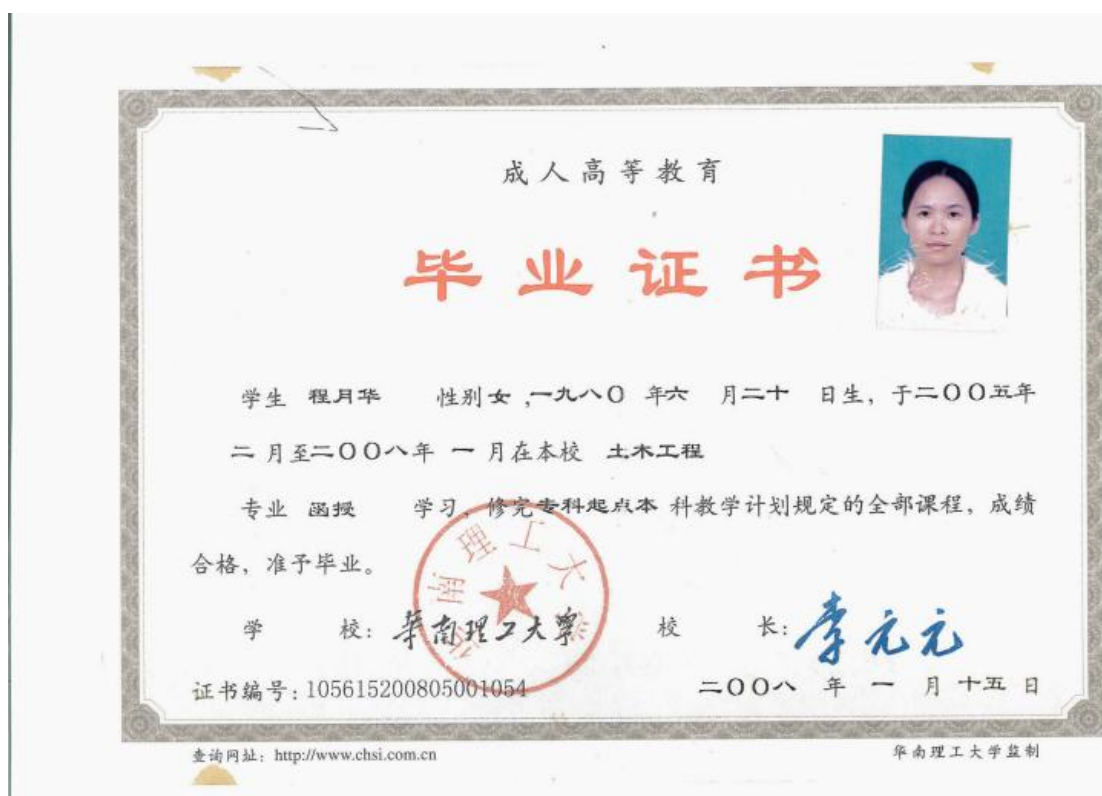 成人高等教育
毕业证书
学生 程月华 性别 女 ,一九八〇 年六 月二十 日生，于二〇〇五年
二 月至二〇〇八年 一 月在本校 土木工程
专业 函授 学习，修完专科起点本 科教学计划规定的全部课程，成绩
合格，准予毕业。
学 校：华南理工大学 校 长：李元元
华南理工大学
证书编号：105615200805001054 二〇〇八 年 一 月 十五 日
查询网址：http://www.chsi.com.cn 华南理工大学监制